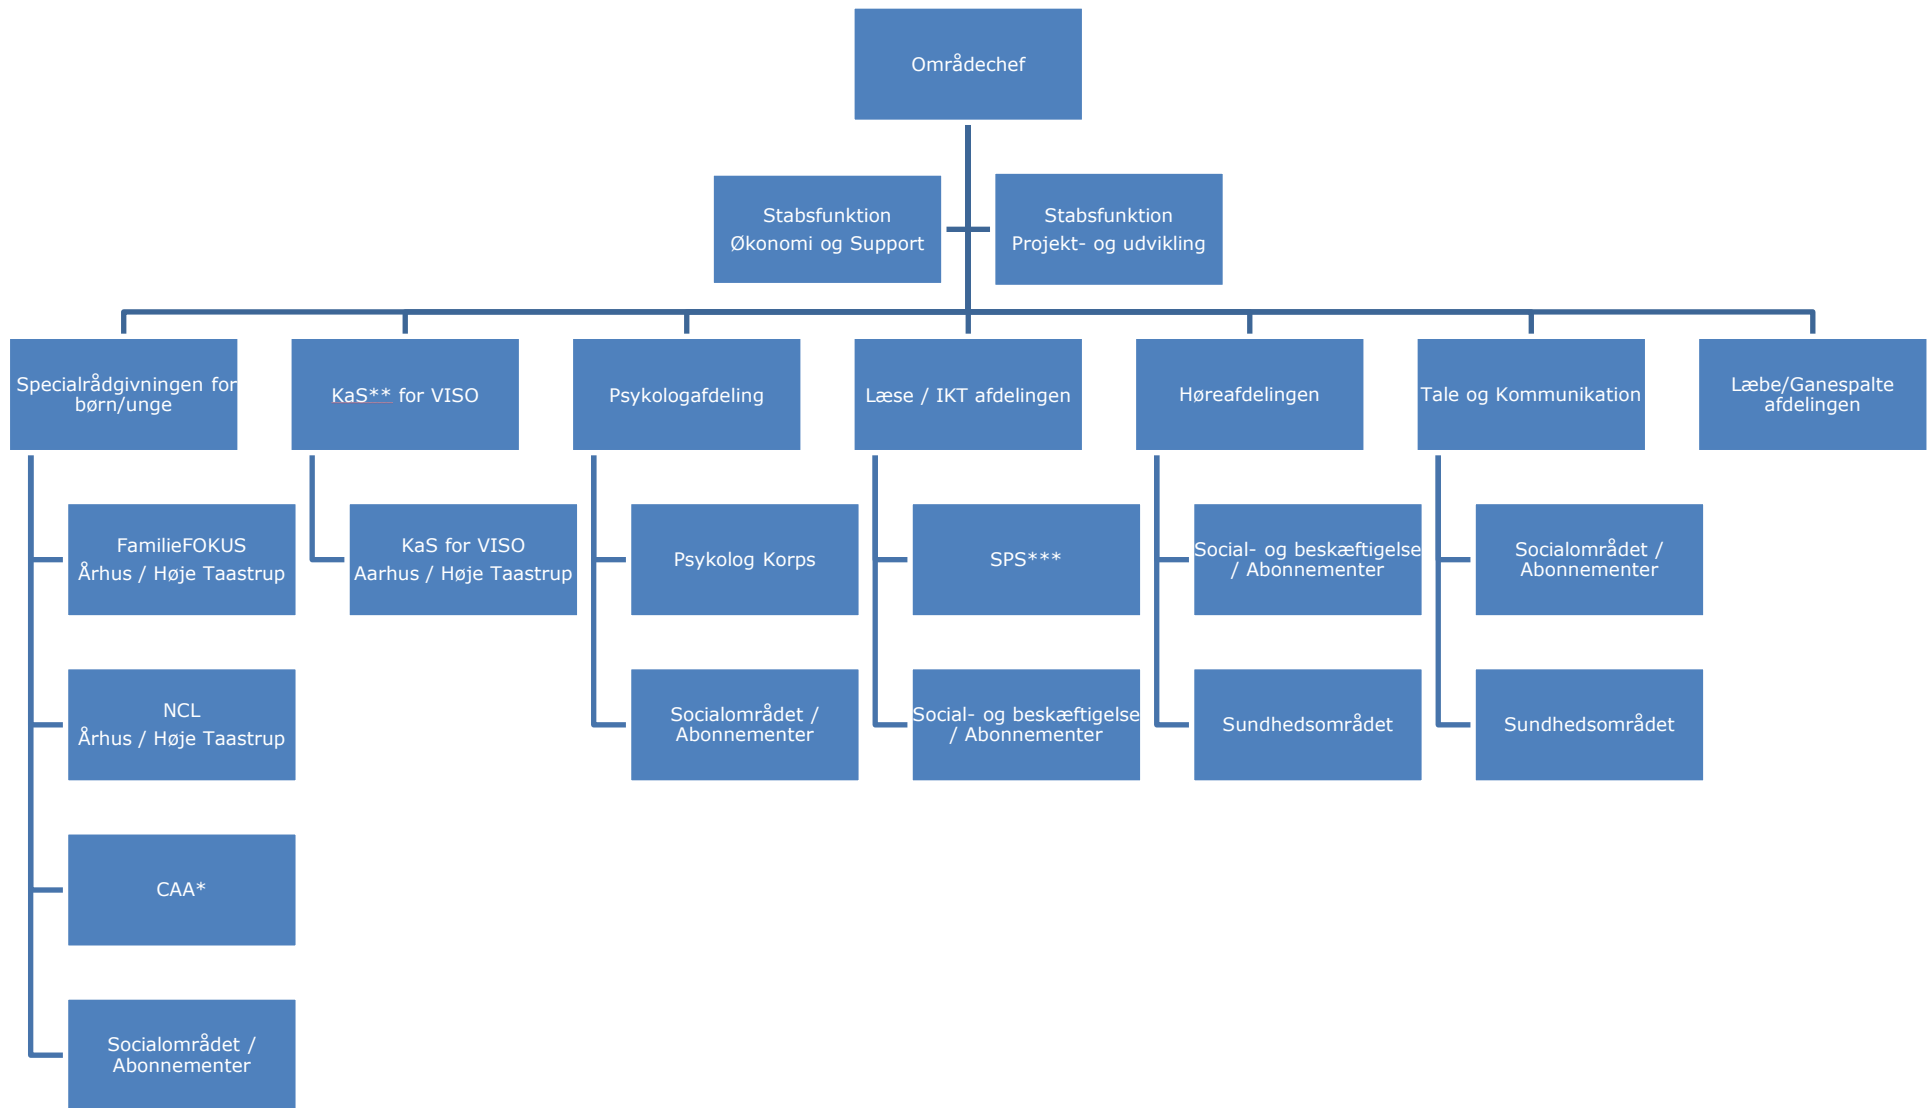 Områdechef
Stabsfunktion
Økonomi og Support
Stabsfunktion
Projekt- og udvikling
Specialrådgivningen for
børn/unge
KaS** for VISO
Psykologafdeling
Læse / IKT afdelingen
Høreafdelingen
Tale og Kommunikation
Læbe/Ganespalte
afdelingen
FamilieFOKUS
Århus / Høje Taastrup
KaS for VISO
Aarhus / Høje Taastrup
Psykolog Korps
SPS***
Social- og beskæftigelse
/ Abonnementer
Socialområdet /
Abonnementer
NCL
Århus / Høje Taastrup
Socialområdet /
Abonnementer
Social- og beskæftigelse
/ Abonnementer
Sundhedsområdet
Sundhedsområdet
CAA*
Socialområdet /
Abonnementer